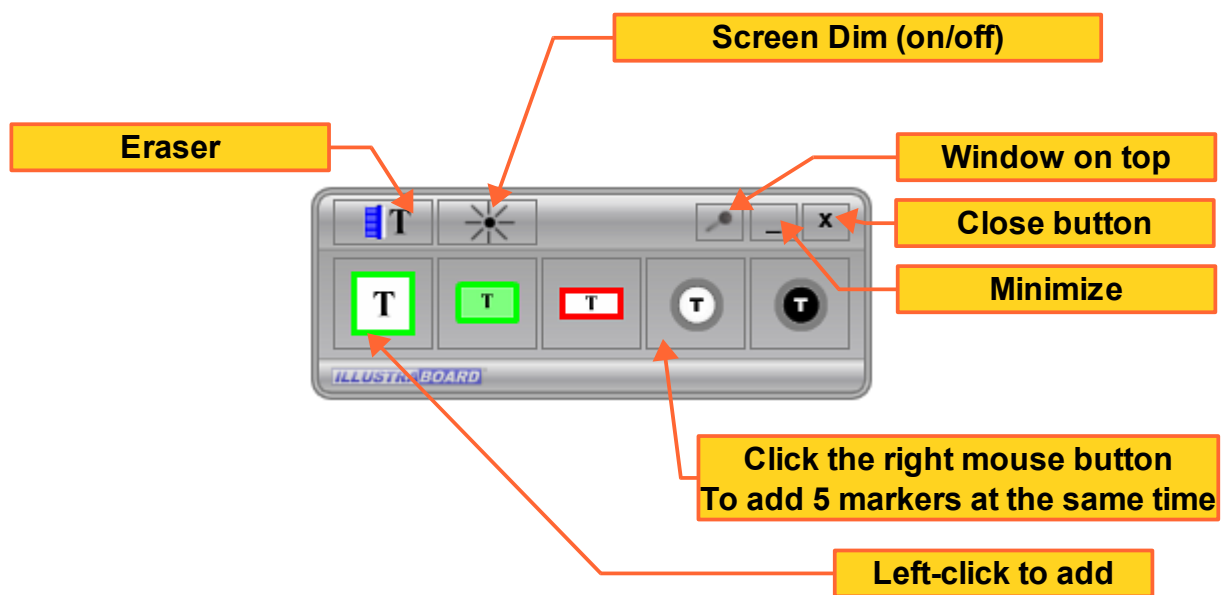 Screen Dim (on/off)
Eraser
Window on top
T
_
x
Close button
Minimize
T
T
T
T
T
ILLUSTRABOARD
Click the right mouse button
To add 5 markers at the same time
Left-click to add